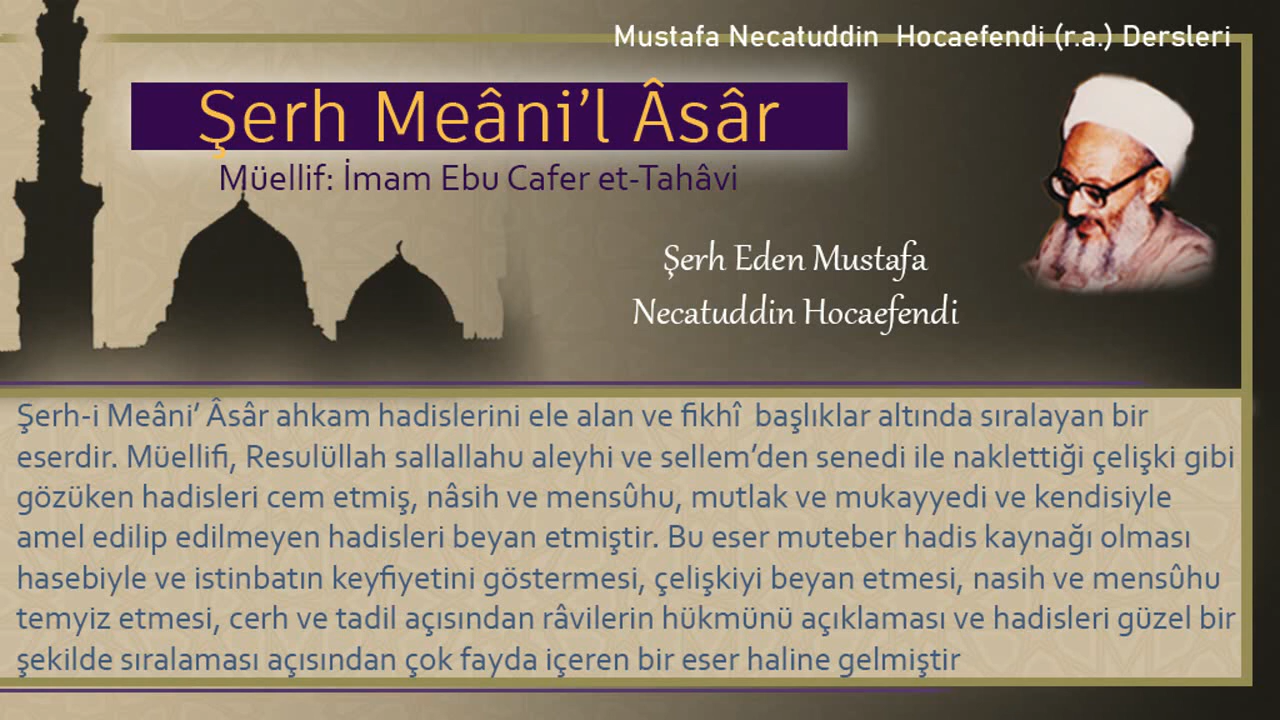 Mustafa Necatuddin Hocaefendi (r.a.) Dersleri
Şerh Meâni’l Âsâr
Müellif: İmam Ebu Cafer et-Tahâvi
Şerh Eden Mustafa
Necatuddin Hocaefendi
Şerh-i Meâni’ Âsâr ahkam hadislerini ele alan ve fikhî başlıklar altında sıralayan bir
eserdir. Müellifi, Resulüllah sallallahu aleyhi ve sellem’den senedi ile naklettiği çelişki gibi
gözüken hadisleri cem etmiş, nâsih ve mensûhu, mutlak ve mukayyedi ve kendisiyle
amel edilip edilmeyen hadisleri beyan etmiştir. Bu eser muteber hadis kaynağı olması
hasebiyle ve istinbatın keyfiyetini göstermesi, çelişkiyi beyan etmesi, nasih ve mensûhu
temyiz etmesi, cerh ve tadil açısından râvilerin hükmünü açıklaması ve hadisleri güzel bir
şekilde sıralaması açısından çok fayda içeren bir eser haline gelmiştir